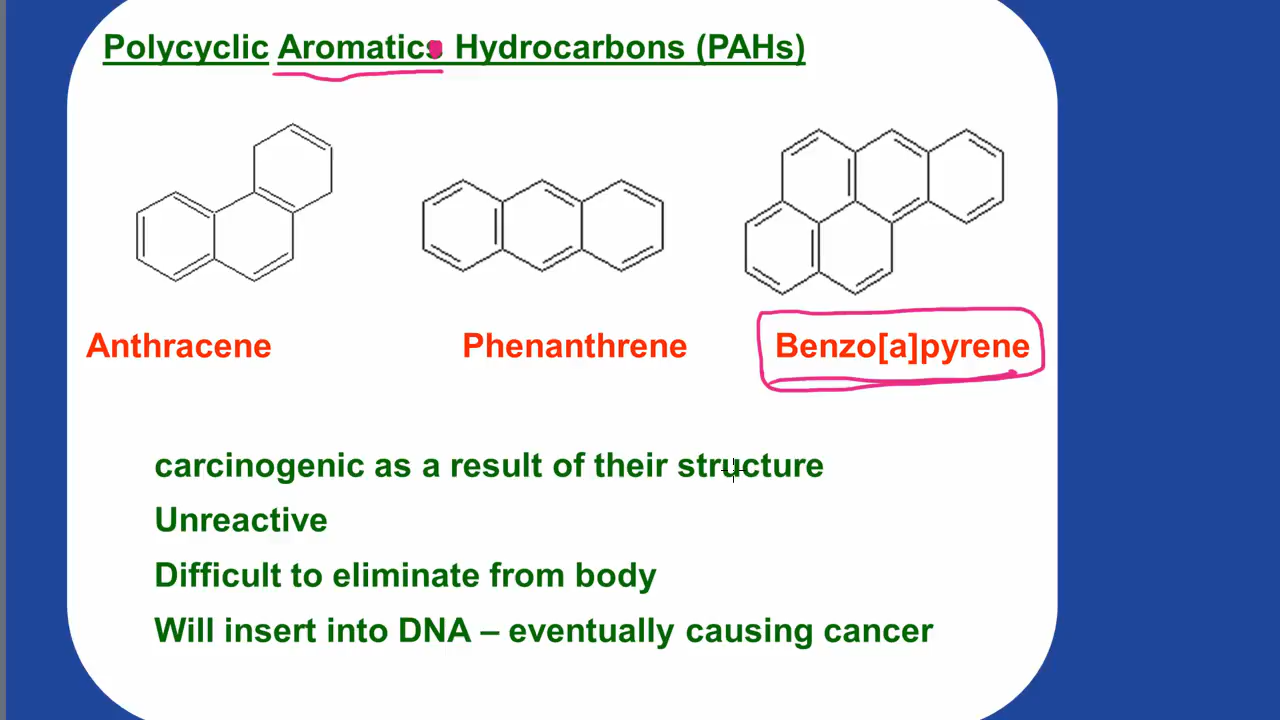 Polycyclic Aromatics Hydrocarbons (PAHs)
Anthracene
Phenanthrene
Benzo[a]pyrene
carcinogenic as a result of their structure
Unreactive
Difficult to eliminate from body
Will insert into DNA – eventually causing cancer